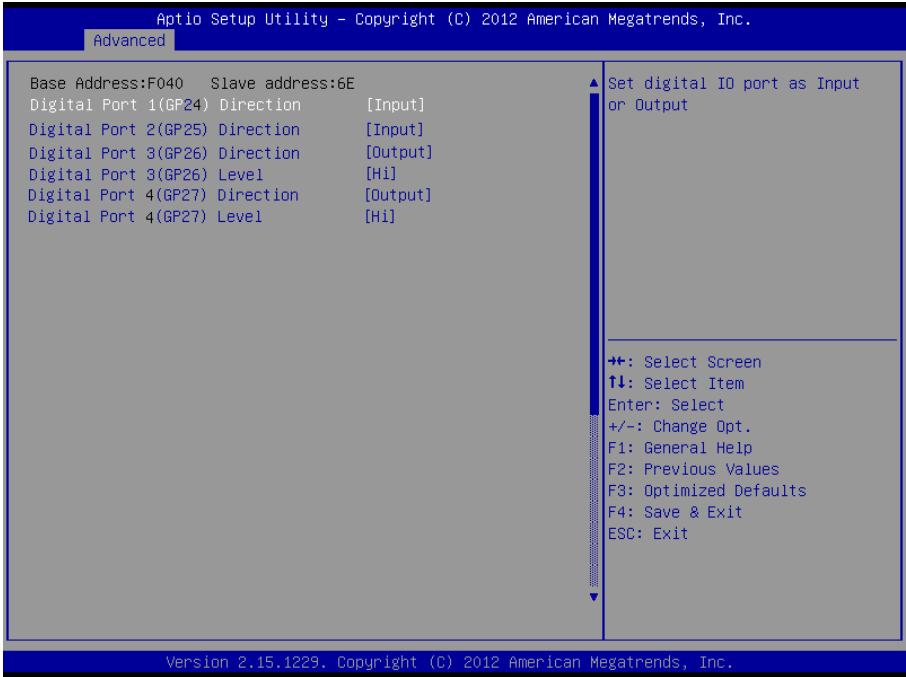 Aptio Setup Utility – Copyright (C) 2012 American Megatrends, Inc.
Advanced
Base Address:F040 Slave address:6E
Digital Port 1(GP24) Direction [Input]
Digital Port 2(GP25) Direction [Input]
Digital Port 3(GP26) Direction [Output]
Digital Port 3(GP26) Level [Hi]
Digital Port 4(GP27) Direction [Output]
Digital Port 4(GP27) Level [Hi]
Set digital IO port as Input
or Output
→←: Select Screen
↑↓: Select Item
Enter: Select
+/-: Change Opt.
F1: General Help
F2: Previous Values
F3: Optimized Defaults
F4: Save & Exit
ESC: Exit
Version 2.15.1229. Copyright (C) 2012 American Megatrends, Inc.